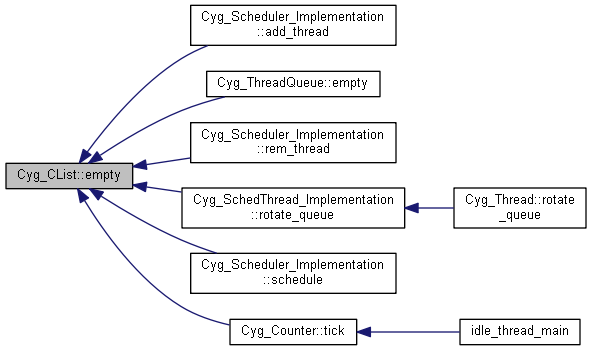 Cyg_Scheduler_Implementation
::add_thread
Cyg_ThreadQueue::empty
Cyg_Scheduler_Implementation
::rem_thread
Cyg_CList::empty
Cyg_SchedThread_Implementation
::rotate_queue
Cyg_Thread::rotate
_queue
Cyg_Scheduler_Implementation
::schedule
Cyg_Counter::tick
idle_thread_main